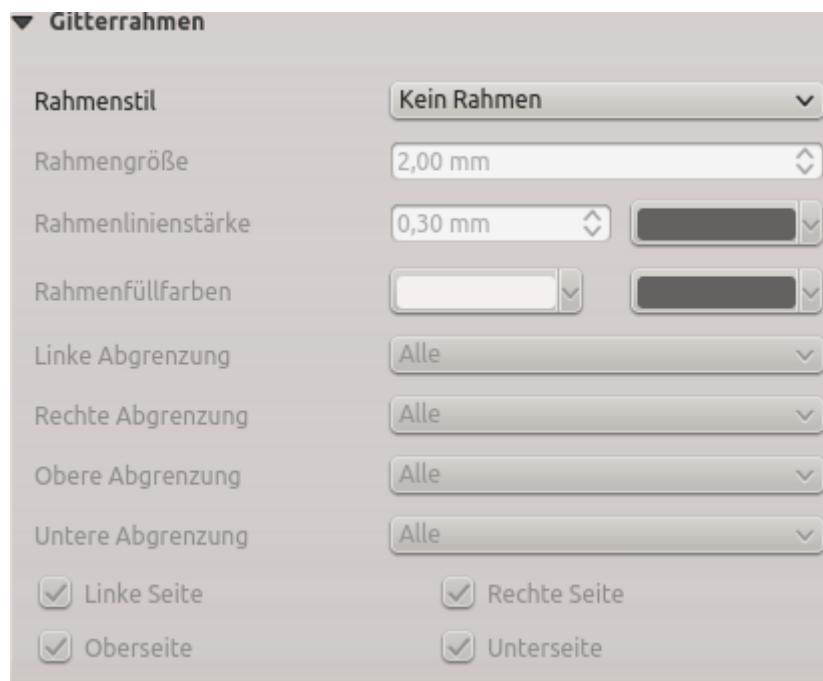 Gitterrahmen
Rahmenstil Kein Rahmen
Rahmengröße 2,00 mm
Rahmenlinienstärke 0,30 mm
Rahmenfüllfarben
Linke Abgrenzung Alle
Rechte Abgrenzung Alle
Obere Abgrenzung Alle
Untere Abgrenzung Alle
Linke Seite Rechte Seite
Oberseite Unterseite